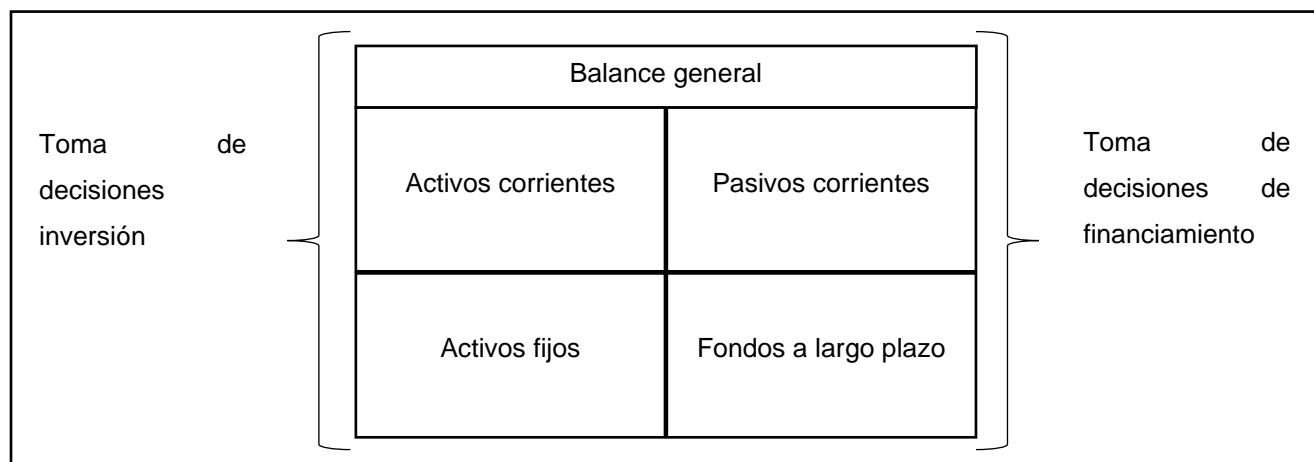 Balance general
Toma de
decisiones
inversión
Activos corrientes
Pasivos corrientes
Toma de
decisiones de
financiamiento
Activos fijos
Fondos a largo plazo